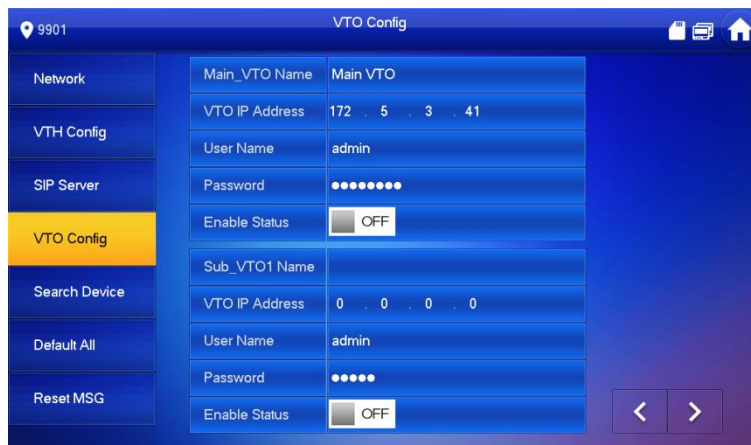 9901 VTO Config
Network
VTH Config
SIP Server
VTO Config
Search Device
Default All
Reset MSG
Main_VTO Name Main VTO
VTO IP Address 172 . 5 . 3 . 41
User Name admin
Password ●●●●●●●●
Enable Status OFF
Sub_VTO1 Name
VTO IP Address 0 . 0 . 0 . 0
User Name admin
Password ●●●●●
Enable Status OFF